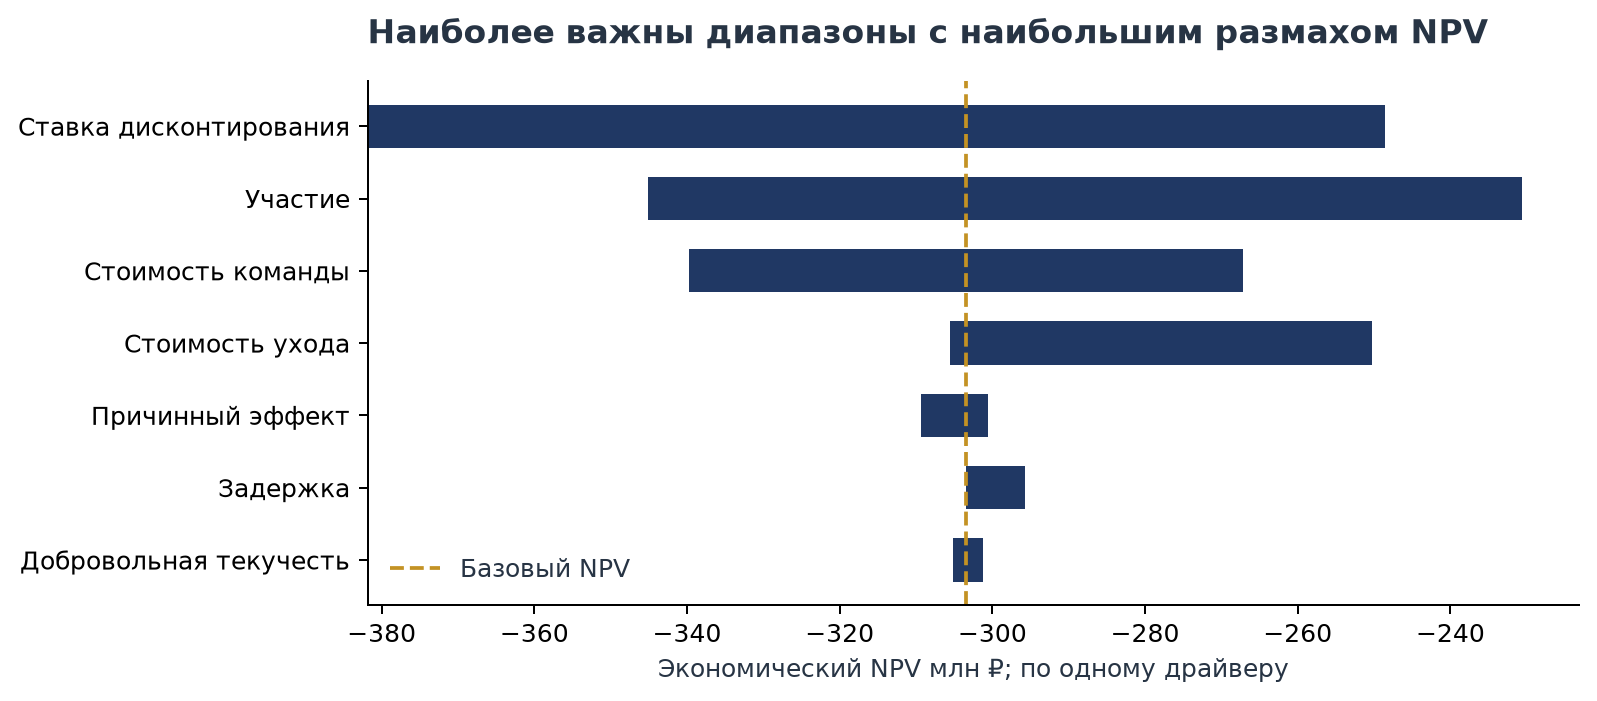 Наиболее важны диапазоны с наибольшим размахом NPV
Ставка дисконтирования
Участие
Стоимость команды
Стоимость ухода
Причинный эффект
Задержка
Добровольная текучесть
Базовый NPV
−380 −360 −340 −320 −300 −280 −260 −240
Экономический NPV млн ₽; по одному драйверу